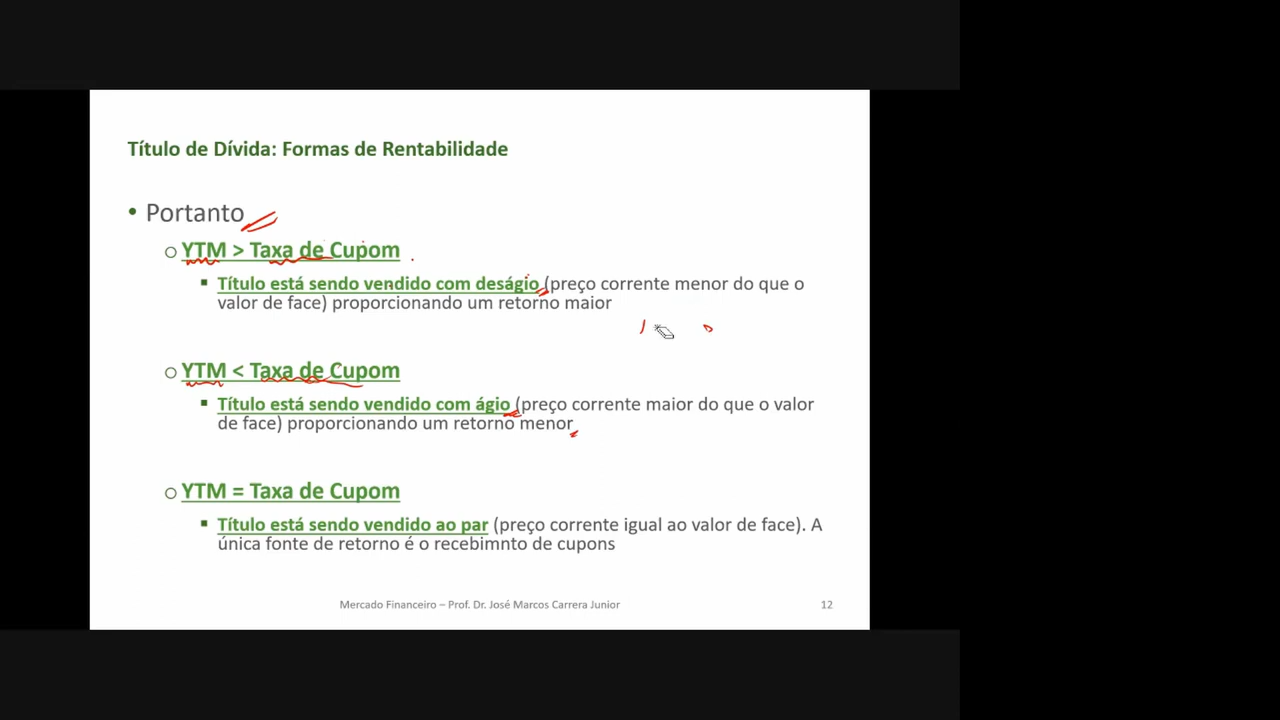 Título de Dívida: Formas de Rentabilidade
• Portanto
o YTM > Taxa de Cupom
▪ Título está sendo vendido com deságio (preço corrente menor do que o
valor de face) proporcionando um retorno maior
o YTM < Taxa de Cupom
▪ Título está sendo vendido com ágio (preço corrente maior do que o valor
de face) proporcionando um retorno menor
o YTM = Taxa de Cupom
▪ Título está sendo vendido ao par (preço corrente igual ao valor de face). A
única fonte de retorno é o recebimnto de cupons
Mercado Financeiro – Prof. Dr. José Marcos Carrera Junior
12